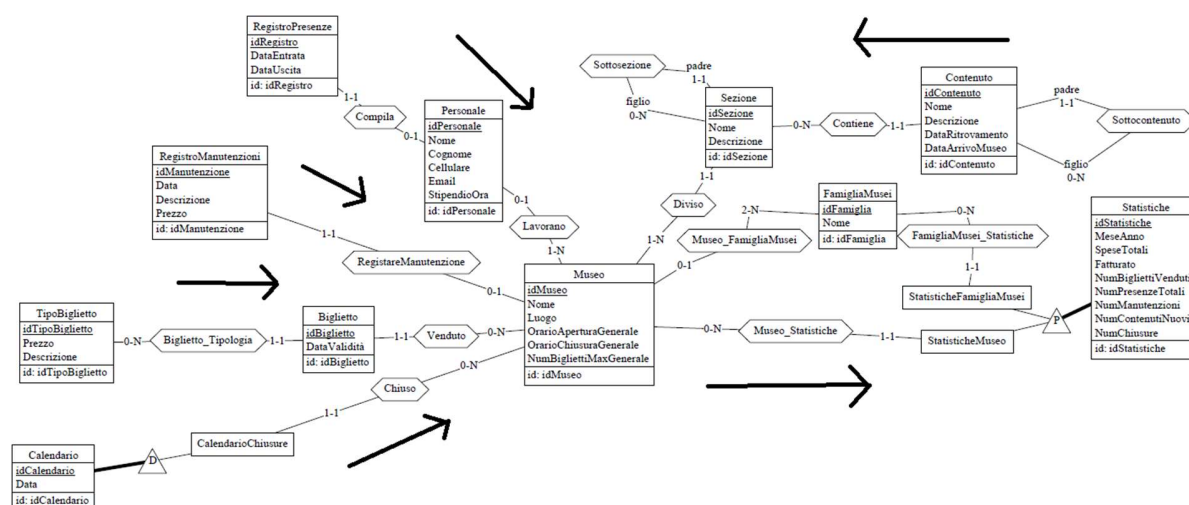 RegistroPresenze
idRegistro
DataEntrata
DataUscita
id: idRegistro
1-1
Compila
0-1
Personale
idPersonale
Nome
Cognome
Cellulare
Email
StipendioOra
id: idPersonale
0-1
Lavorano
1-N
RegistroManutenzioni
idManutenzione
Data
Descrizione
Prezzo
id: idManutenzione
1-1
RegistareManutenzione
0-1
Sottosezione
padre
1-1
figlio
0-N
Sezione
idSezione
Nome
Descrizione
id: idSezione
0-N
Contiene
1-1
Contenuto
idContenuto
Nome
Descrizione
DataRitrovamento
DataArrivoMuseo
id: idContenuto
padre
1-1
Sottocontenuto
figlio
0-N
1-1
Diviso
1-N
2-N
Museo_FamigliaMusei
0-1
FamigliaMusei
idFamiglia
Nome
id: idFamiglia
0-N
FamigliaMusei_Statistiche
1-1
StatisticheFamigliaMusei
Statistiche
idStatistiche
MeseAnno
SpeseTotali
Fatturato
NumBigliettiVenduti
NumPresenzeTotali
NumManutenzioni
NumContenutiNuovi
NumChiusure
id: idStatistiche
P
Museo
idMuseo
Nome
Luogo
OrarioAperturaGenerale
OrarioChiusuraGenerale
NumBigliettiMaxGenerale
id: idMuseo
0-N
Museo_Statistiche
1-1
StatisticheMuseo
TipoBiglietto
idTipoBiglietto
Prezzo
Descrizione
id: idTipoBiglietto
0-N
Biglietto_Tipologia
1-1
Biglietto
idBiglietto
DataValidità
id: idBiglietto
1-1
Venduto
0-N
0-N
Chiuso
1-1
CalendarioChiusure
D
Calendario
idCalendario
Data
id: idCalendario